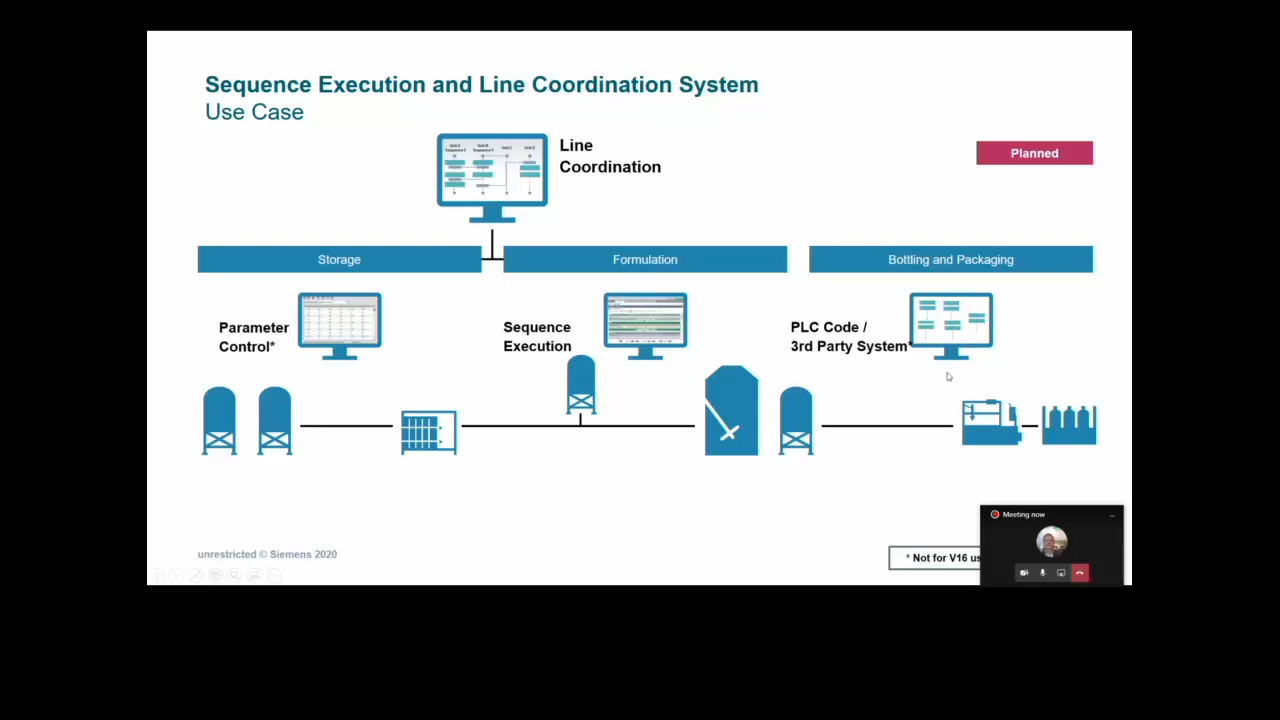 Sequence Execution and Line Coordination System
Use Case
Line
Coordination
Planned
Storage
Formulation
Bottling and Packaging
Parameter
Control*
Sequence
Execution
PLC Code /
3rd Party System*
unrestricted © Siemens 2020
* Not for V16 us
Meeting now